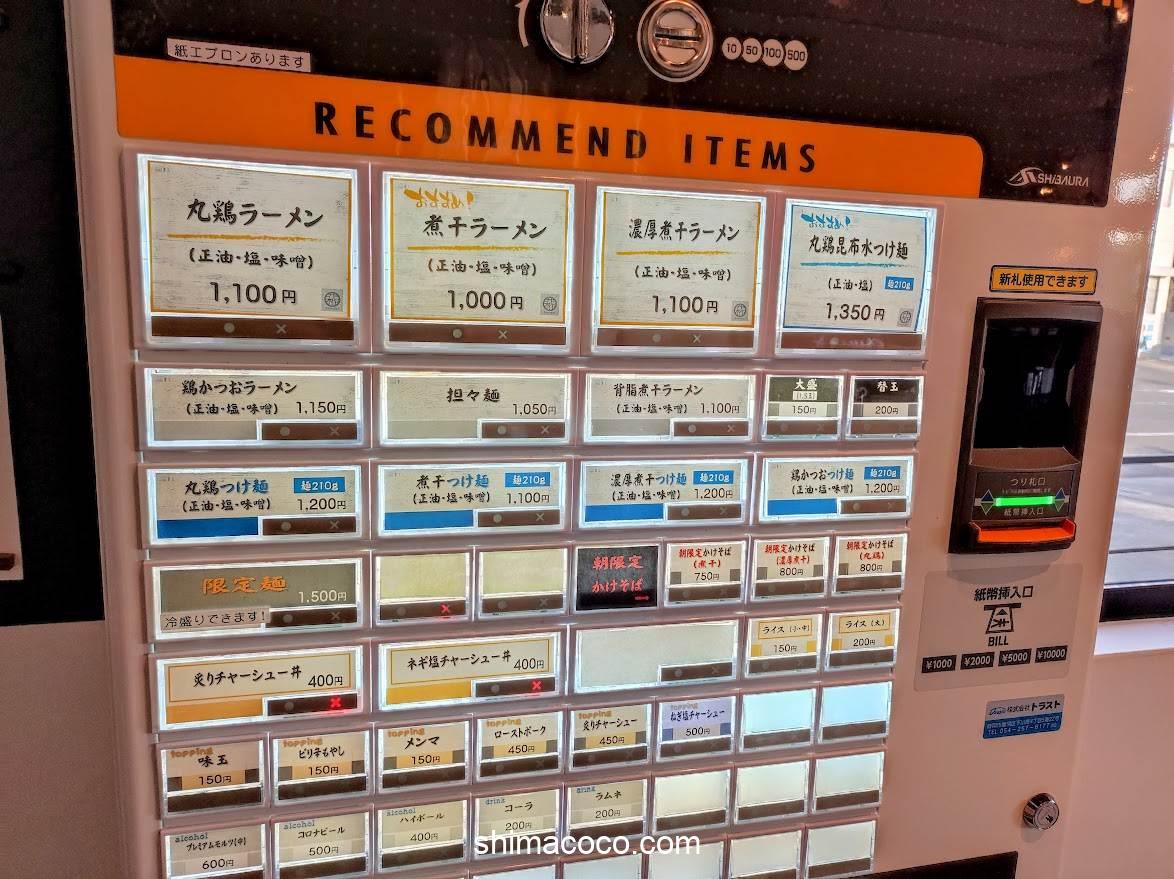 紙エプロンあります
10 50 100 500
RECOMMEND ITEMS
SHIBAURA
丸鶏ラーメン
(正油・塩・味噌)
1,100円
おすすめ!
煮干ラーメン
(正油・塩・味噌)
1,000円
濃厚煮干ラーメン
(正油・塩・味噌)
1,100円
おすすめ!
丸鶏昆布水つけ麺
(正油・塩) 麺210g
1,350円
新札使用できます
鶏かつおラーメン
(正油・塩・味噌) 1,150円
担々麺
1,050円
背脂煮干ラーメン
(正油・塩・味噌) 1,100円
大盛
150円
替玉
200円
丸鶏つけ麺 麺210g
(正油・塩・味噌) 1,200円
煮干つけ麺 麺210g
(正油・塩・味噌) 1,100円
濃厚煮干つけ麺 麺210g
(正油・塩・味噌) 1,200円
鶏かつおつけ麺 麺210g
(正油・塩・味噌) 1,200円
つり札口
紙幣挿入口
限定麺
1,500円
冷盛りできます!
朝限定
かけそば
朝限定かけそば
(煮干)
750円
朝限定かけそば
(濃厚煮干)
800円
朝限定かけそば
(丸鶏)
800円
紙幣挿入口
BILL
¥1000 ¥2000 ¥5000 ¥10000
炙りチャーシュー丼 400円
ネギ塩チャーシュー丼 400円
ライス(小・中)
150円
ライス(大)
200円
株式会社トラスト
topping
味玉
150円
topping
ピリ辛もやし
150円
topping
メンマ
150円
topping
ローストポーク
450円
topping
炙りチャーシュー
450円
topping
ねぎ塩チャーシュー
500円
alcohol
プレミアムモルツ[中]
600円
alcohol
コロナビール
500円
alcohol
ハイボール
400円
drink
コーラ
200円
drink
ラムネ
200円
shimacoco.com